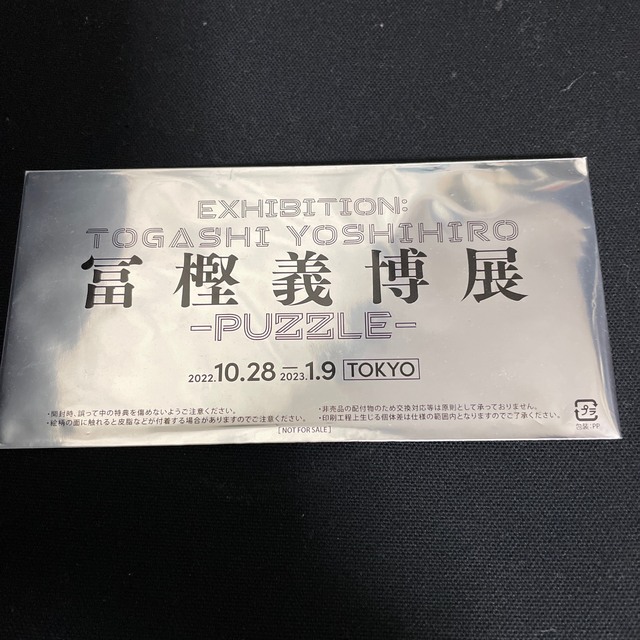 EXHIBITION:
TOGASHI YOSHIHIRO
冨樫義博展
-PUZZLE-
2022.10.28—2023.1.9 TOKYO
・開封時、誤って中の特典を傷めないようご注意ください。
・絵柄の面に触れると皮脂などが付着する場合がありますのでご注意ください。
・非売品の配付物のため交換対応等は原則として承っておりません。
・印刷工程上生じる個体差は仕様の範囲内となりますのでご了承ください。
[NOT FOR SALE]
プラ
包装:PP